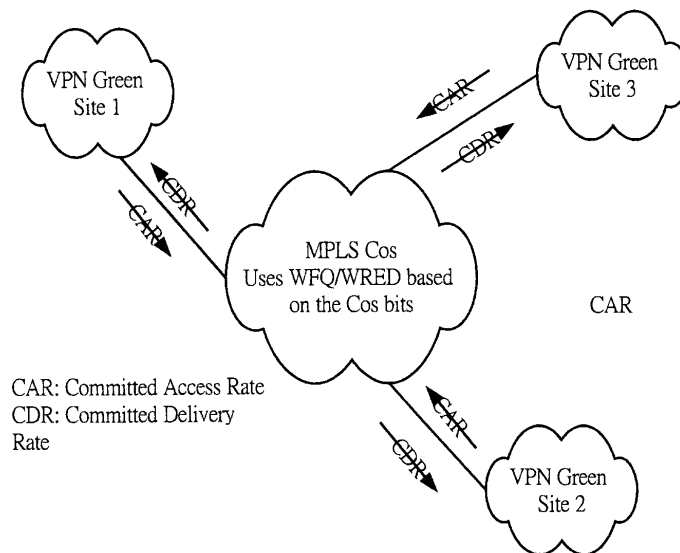 VPN Green
Site 1
VPN Green
Site 3
CAR
CDR
CDR
CAR
MPLS Cos
Uses WFQ/WRED based
on the Cos bits
CAR
CAR: Committed Access Rate
CDR: Committed Delivery
Rate
CAR
CDR
VPN Green
Site 2